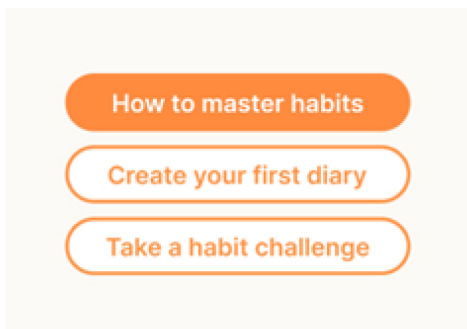 How to master habits
Create your first diary
Take a habit challenge